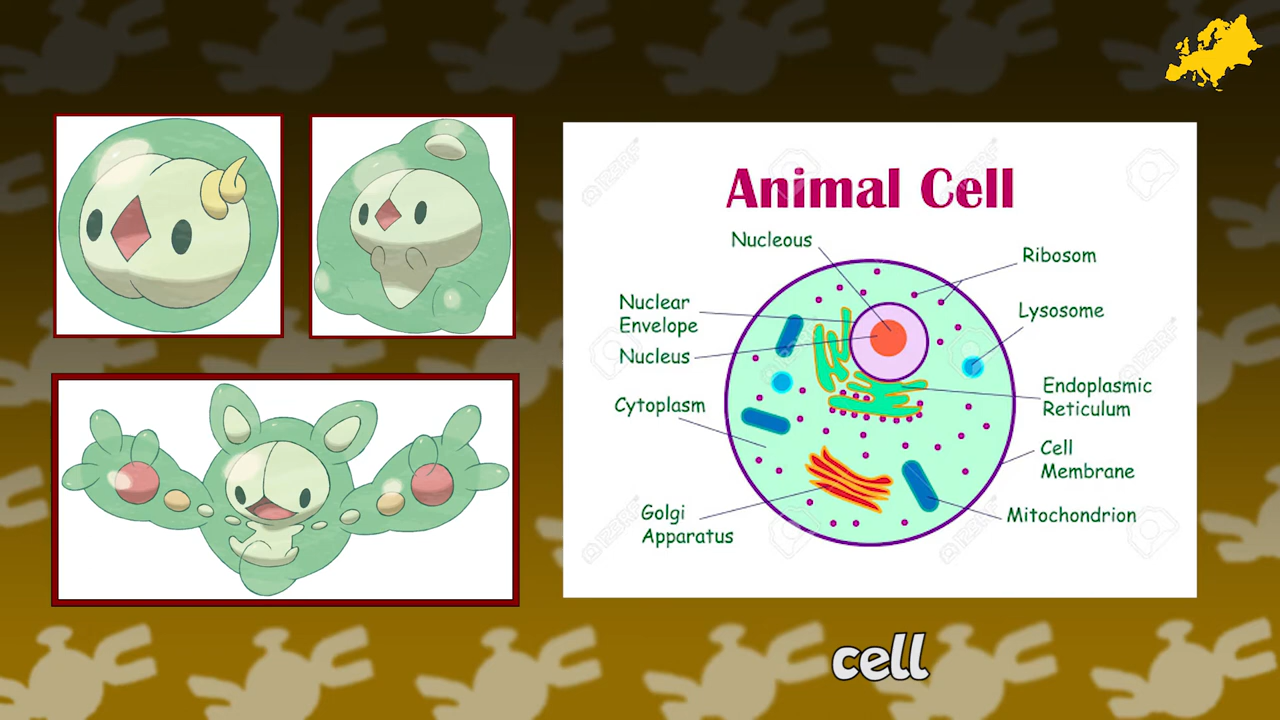 Animal Cell
Nucleous
Ribosom
Nuclear
Envelope
Lysosome
Nucleus
Endoplasmic
Reticulum
Cytoplasm
Cell
Membrane
Golgi
Apparatus
Mitochondrion
cell